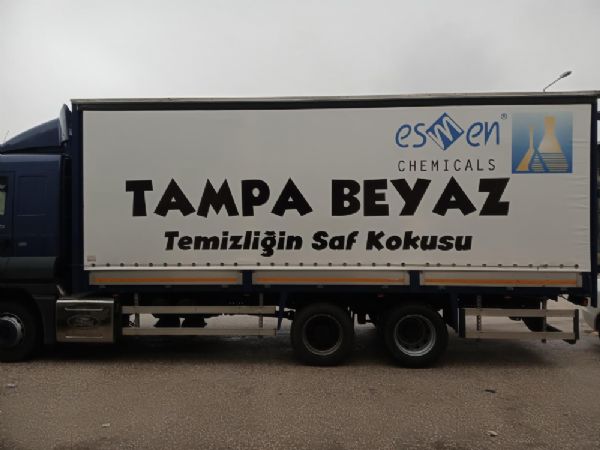 esmen®
CHEMICALS
TAMPA BEYAZ
Temizliğin Saf Kokusu